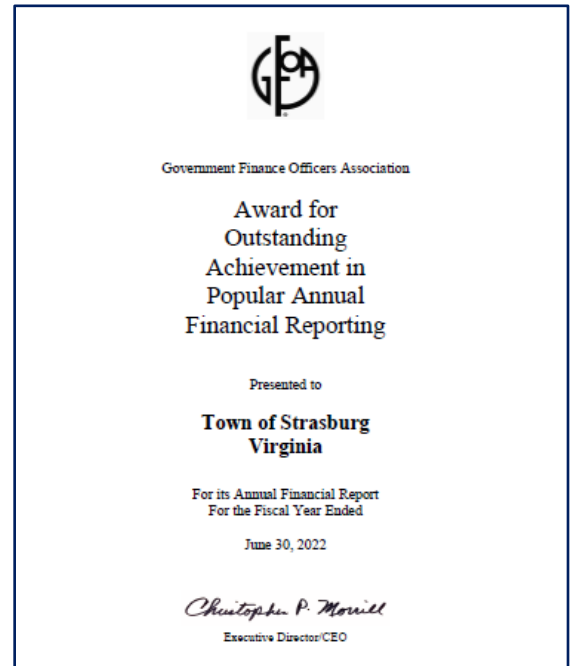 GFOA
Government Finance Officers Association
Award for
Outstanding
Achievement in
Popular Annual
Financial Reporting
Presented to
Town of Strasburg
Virginia
For its Annual Financial Report
For the Fiscal Year Ended
June 30, 2022
Christopher P. Morrill
Executive Director/CEO